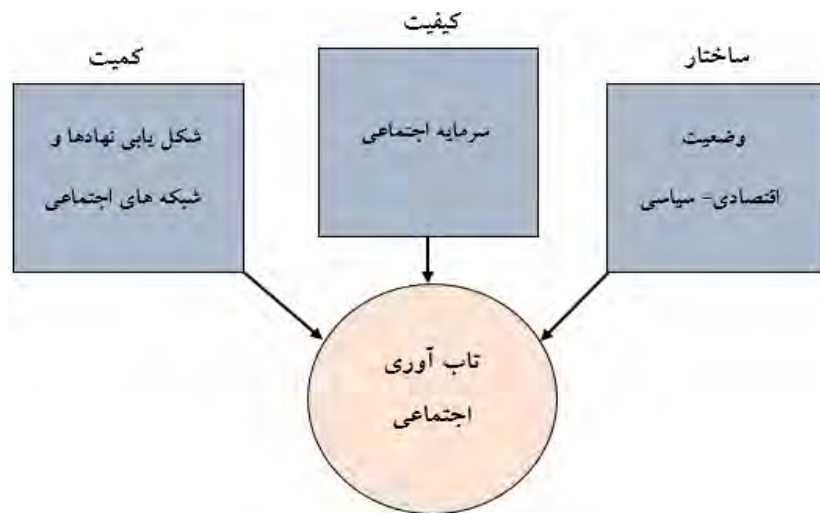 ساختار
وضعیت
اقتصادی- سیاسی
کیفیت
سرمایه اجتماعی
کمیت
شکل یابی نهادها و
شبکه های اجتماعی
تاب آوری
اجتماعی